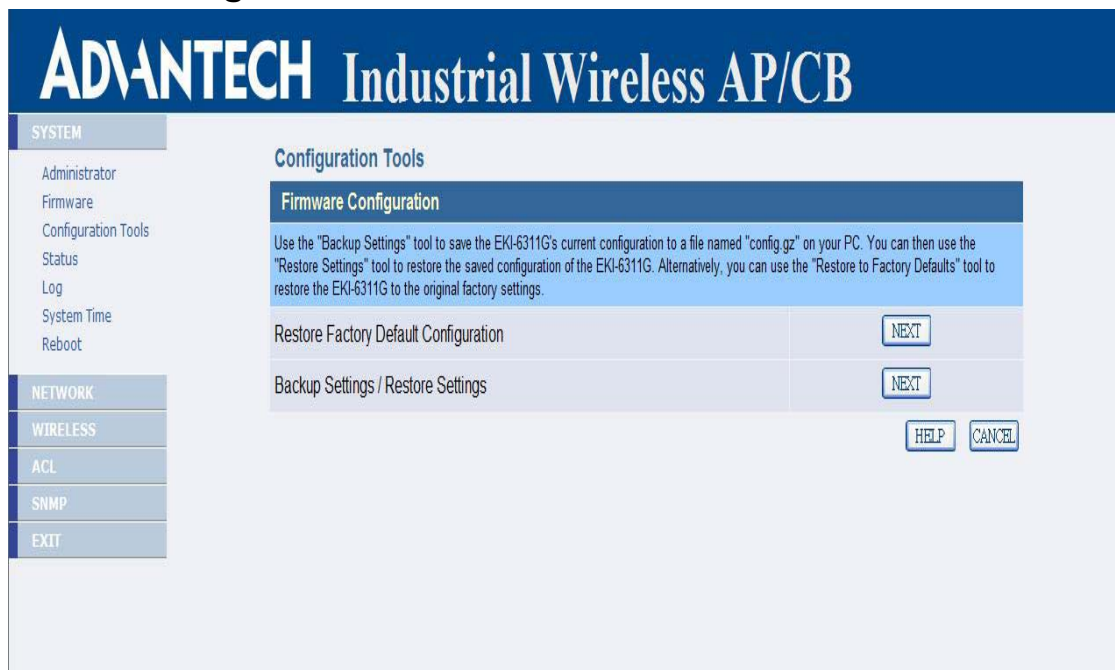 ADVANTECH Industrial Wireless AP/CB
SYSTEM
Administrator
Firmware
Configuration Tools
Status
Log
System Time
Reboot
NETWORK
WIRELESS
ACL
SNMP
EXIT
Configuration Tools
Firmware Configuration
Use the "Backup Settings" tool to save the EKI-6311G's current configuration to a file named "config.gz" on your PC. You can then use the
"Restore Settings" tool to restore the saved configuration of the EKI-6311G. Alternatively, you can use the "Restore to Factory Defaults" tool to
restore the EKI-6311G to the original factory settings.
Restore Factory Default Configuration NEXT
Backup Settings / Restore Settings NEXT
HELP CANCEL